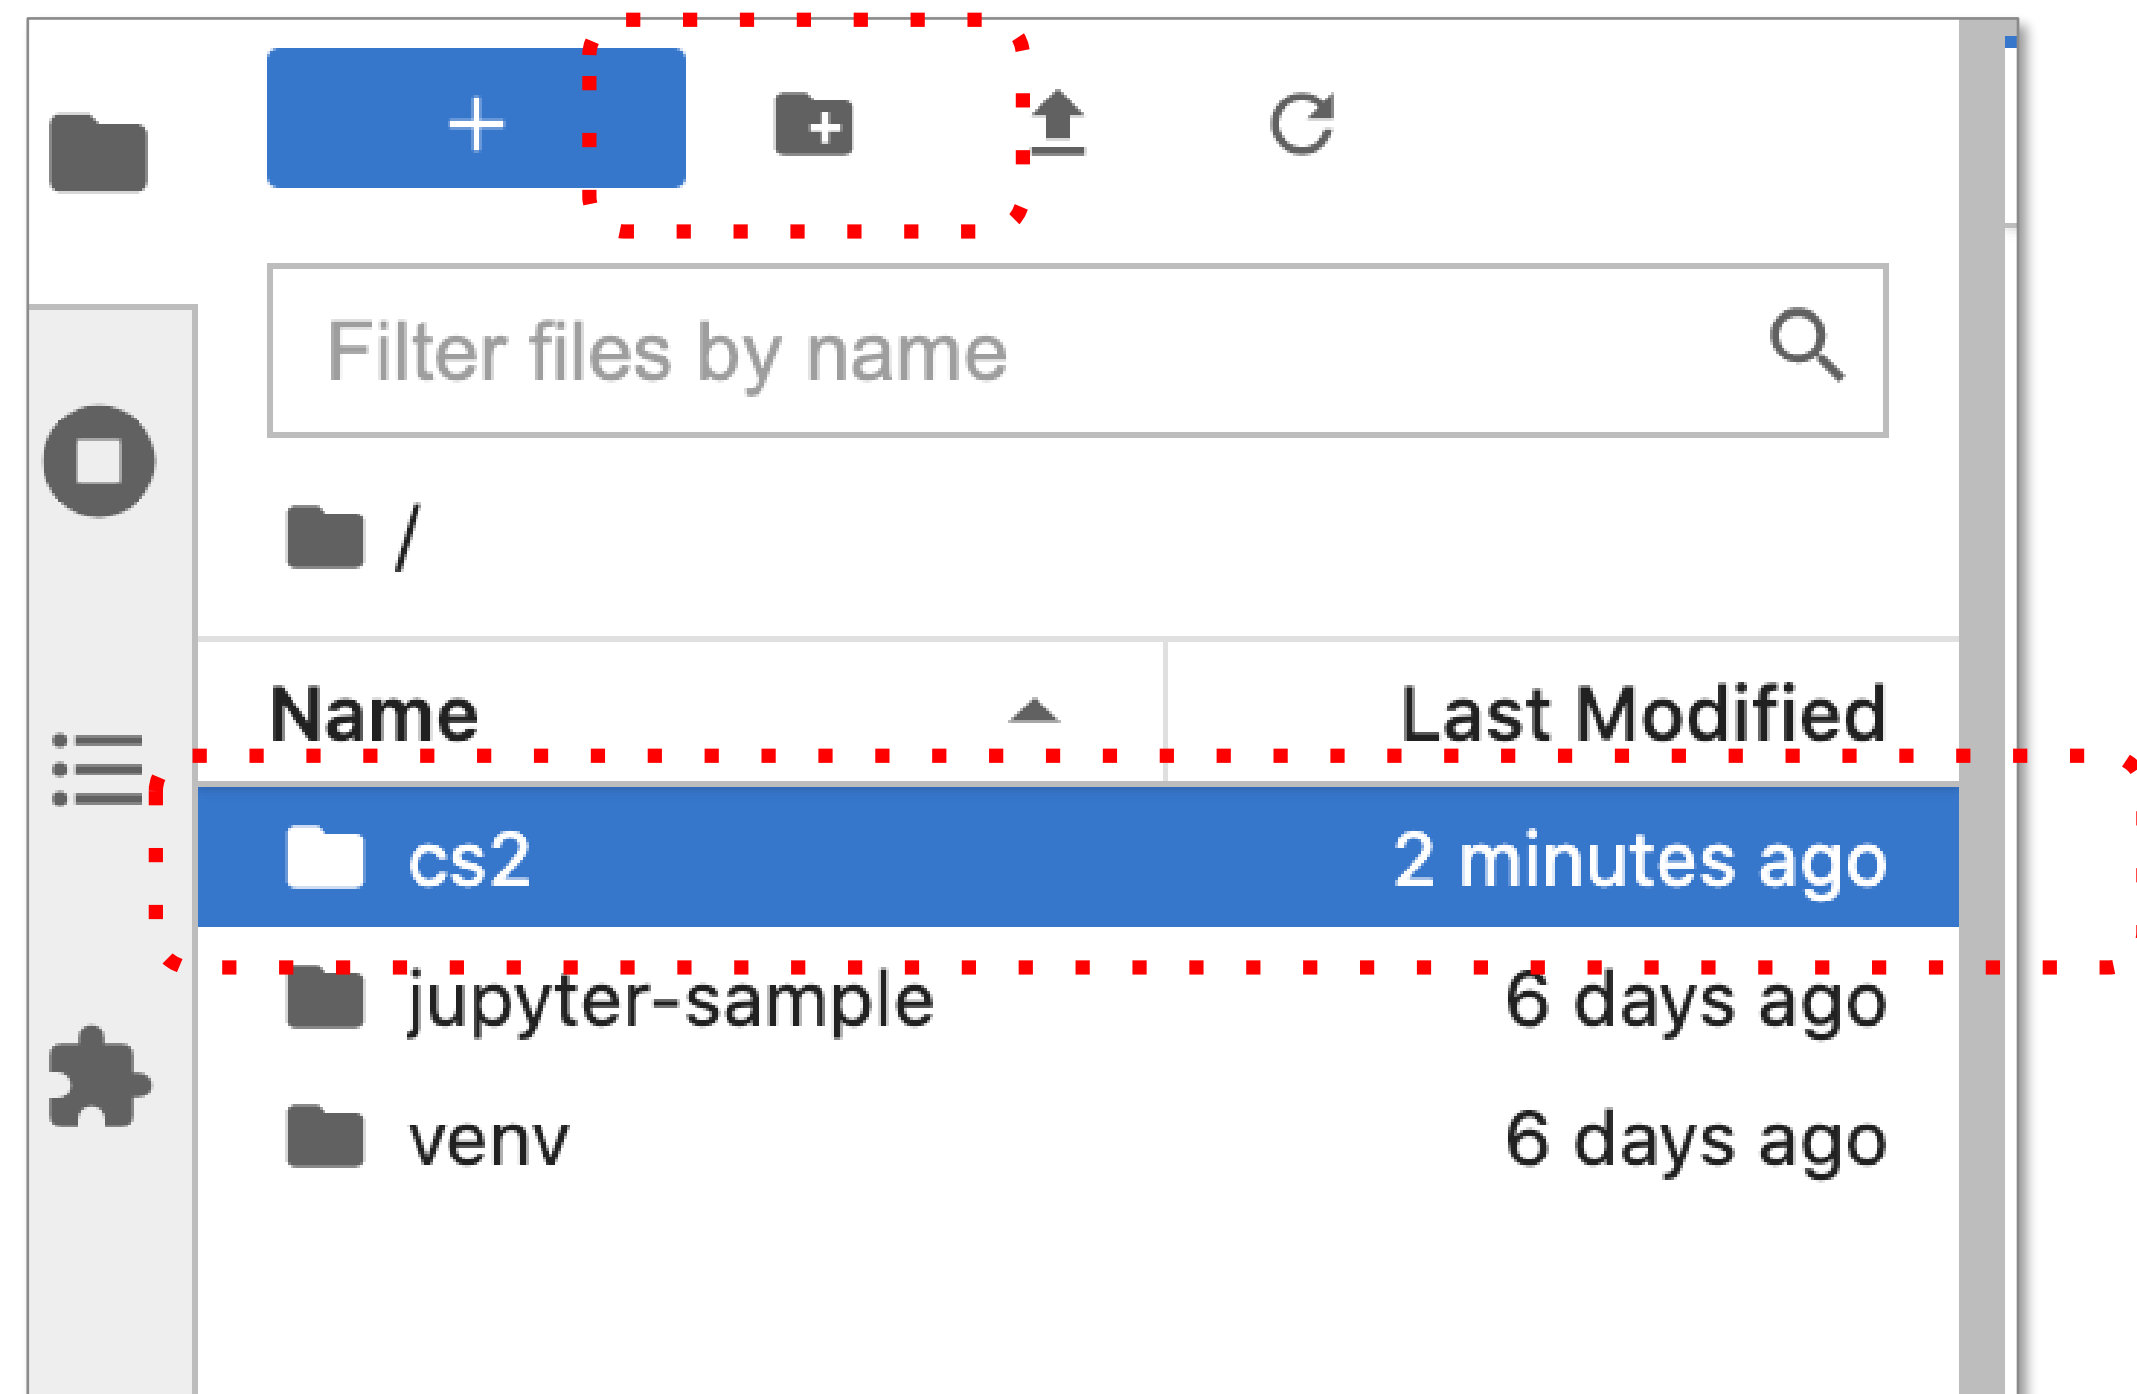 Filter files by name
/
Name Last Modified
cs2 2 minutes ago
jupyter-sample 6 days ago
venv 6 days ago